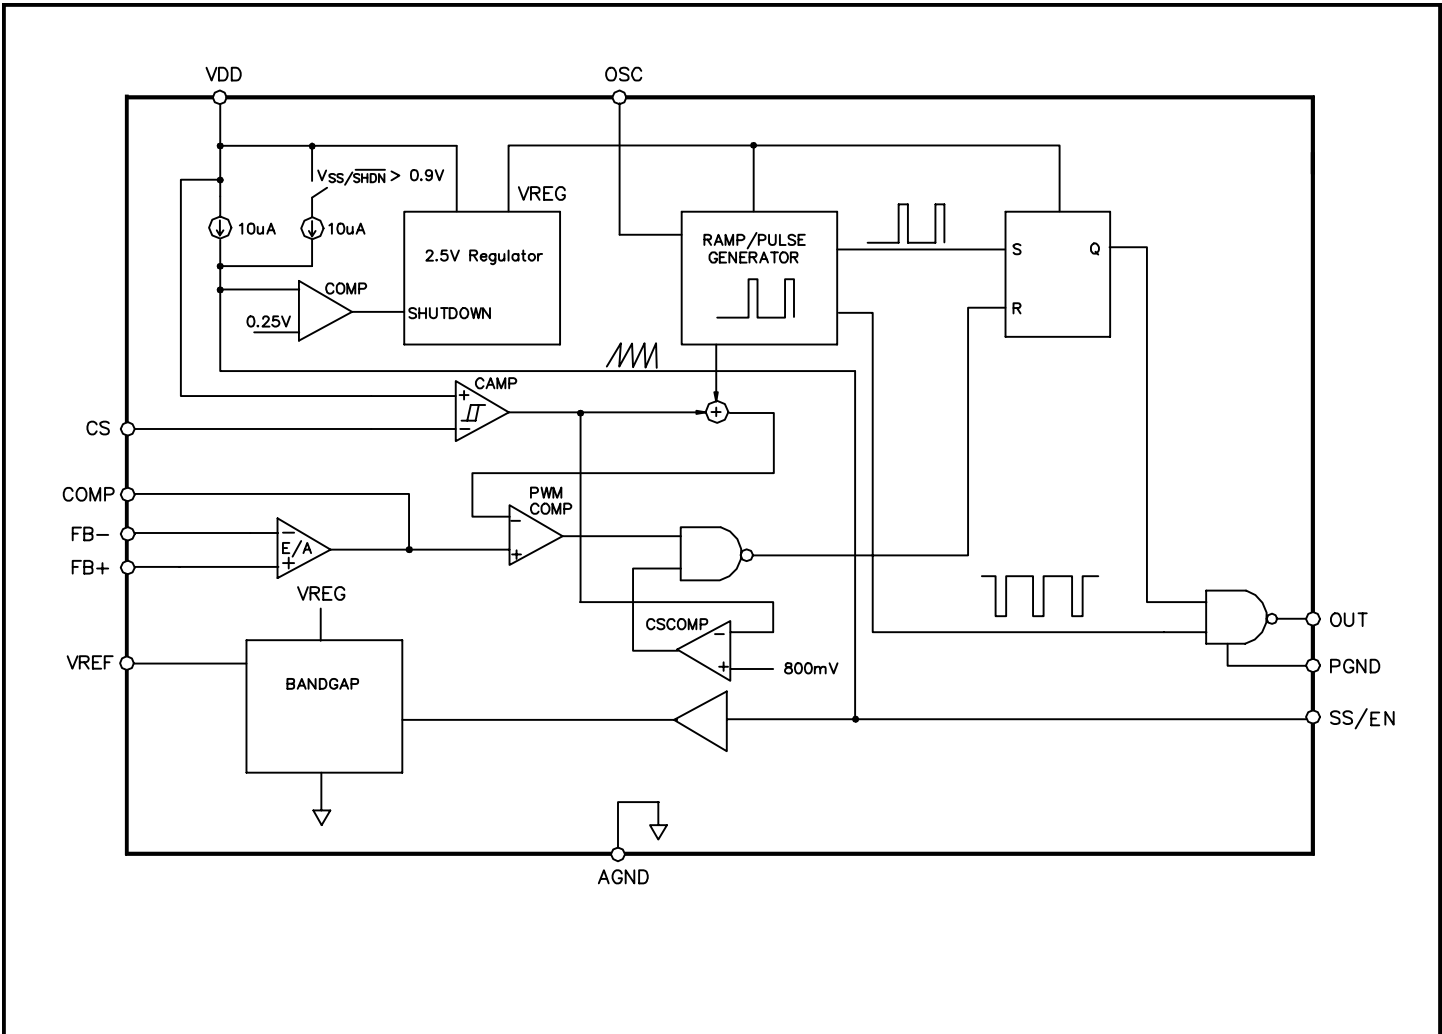 VDD
OSC
VSS/SHDN > 0.9V
VREG
10uA
10uA
2.5V Regulator
RAMP/PULSE
GENERATOR
S
Q
R
COMP
0.25V
SHUTDOWN
CAMP
+
−
+
CS
COMP
PWM
COMP
−
+
FB−
−
E/A
+
FB+
VREG
CSCOMP
−
+
800mV
OUT
VREF
BANDGAP
PGND
SS/EN
AGND